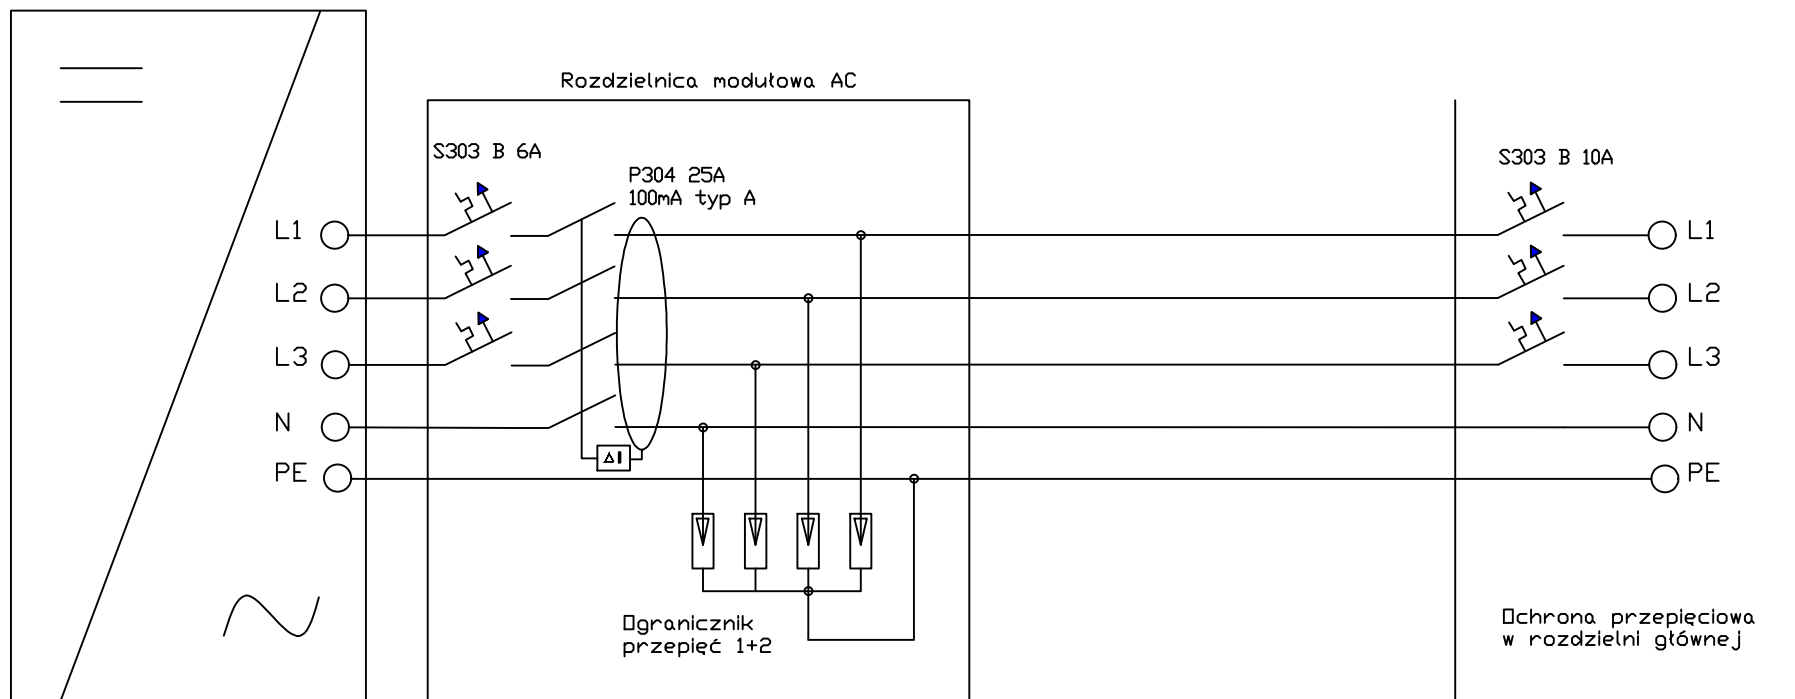 Rozdzielnica modułowa AC
S303 B 6A
P304 25A
100mA typ A
S303 B 10A
L1
L2
L3
N
PE
ΔI
L1
L2
L3
N
PE
Ogranicznik
przepięć 1+2
Ochrona przepięciowa
w rozdzielni głównej